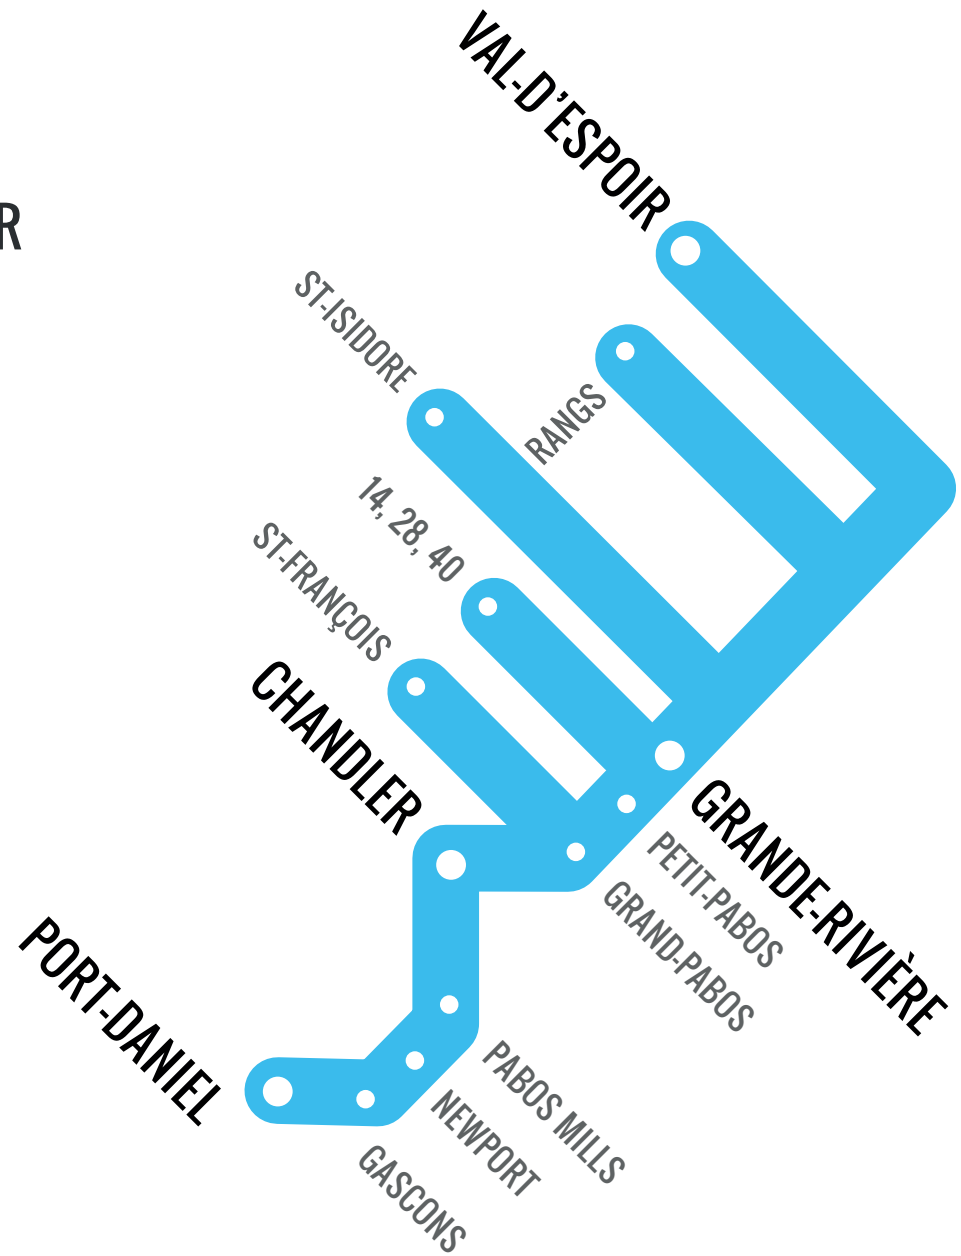 VAL-D'ESPOIR
R
ST-ISIDORE
RANGS
14, 28, 40
ST-FRANÇOIS
CHANDLER
GRANDE-RIVIÈRE
PETIT-PABOS
GRAND-PABOS
PORT-DANIEL
PABOS MILLS
NEWPORT
GASCONS